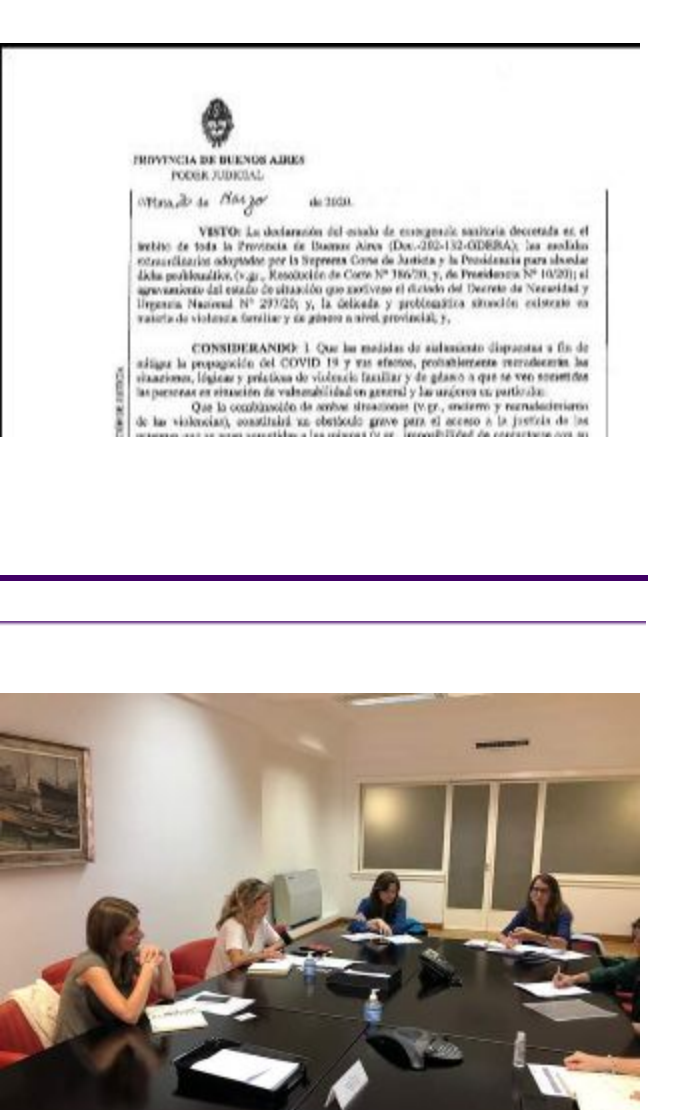 PROVINCIA DE BUENOS AIRES
PODER JUDICIAL
de Marzo de 2020.
VISTO: La declaración del estado de emergencia sanitaria decretada en el
ámbito de toda la Provincia de Buenos Aires (Dec.-202-132-GDEBA); las medidas
extraordinarias adoptadas por la Suprema Corte de Justicia y la Presidencia para abordar
dicha problemática, (v.gr., Resolución de Corte N° 386/20, y, de Presidencia N° 10/20); el
agravamiento del estado de situación que motivase el dictado del Decreto de Necesidad y
Urgencia Nacional N° 297/20; y, la delicada y problemática situación existente en
materia de violencia familiar y de género a nivel provincial; y,
CONSIDERANDO: I Que las medidas de aislamiento dispuestas a fin de
mitigar la propagación del COVID 19 y sus efectos, probablemente recrudecerán las
situaciones, lógicas y prácticas de violencia familiar y de género a que se ven sometidas
las personas en situación de vulnerabilidad en general y las mujeres en particular.
Que la combinación de ambas situaciones (v.gr., encierro y recrudecimiento
de las violencias), constituirá un obstáculo grave para el acceso a la justicia de las